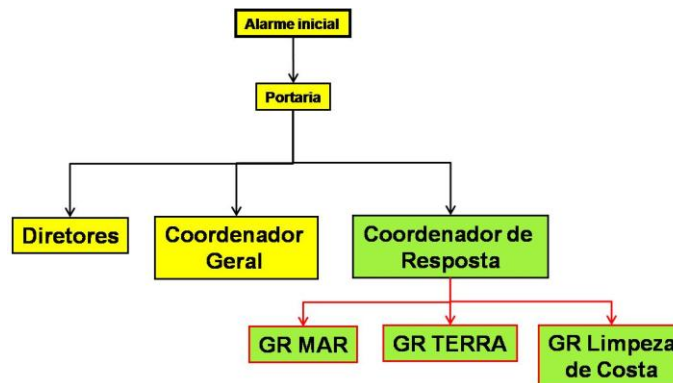 Alarme inicial
Portaria
Diretores
Coordenador
Geral
Coordenador de
Resposta
GR MAR
GR TERRA
GR Limpeza
de Costa